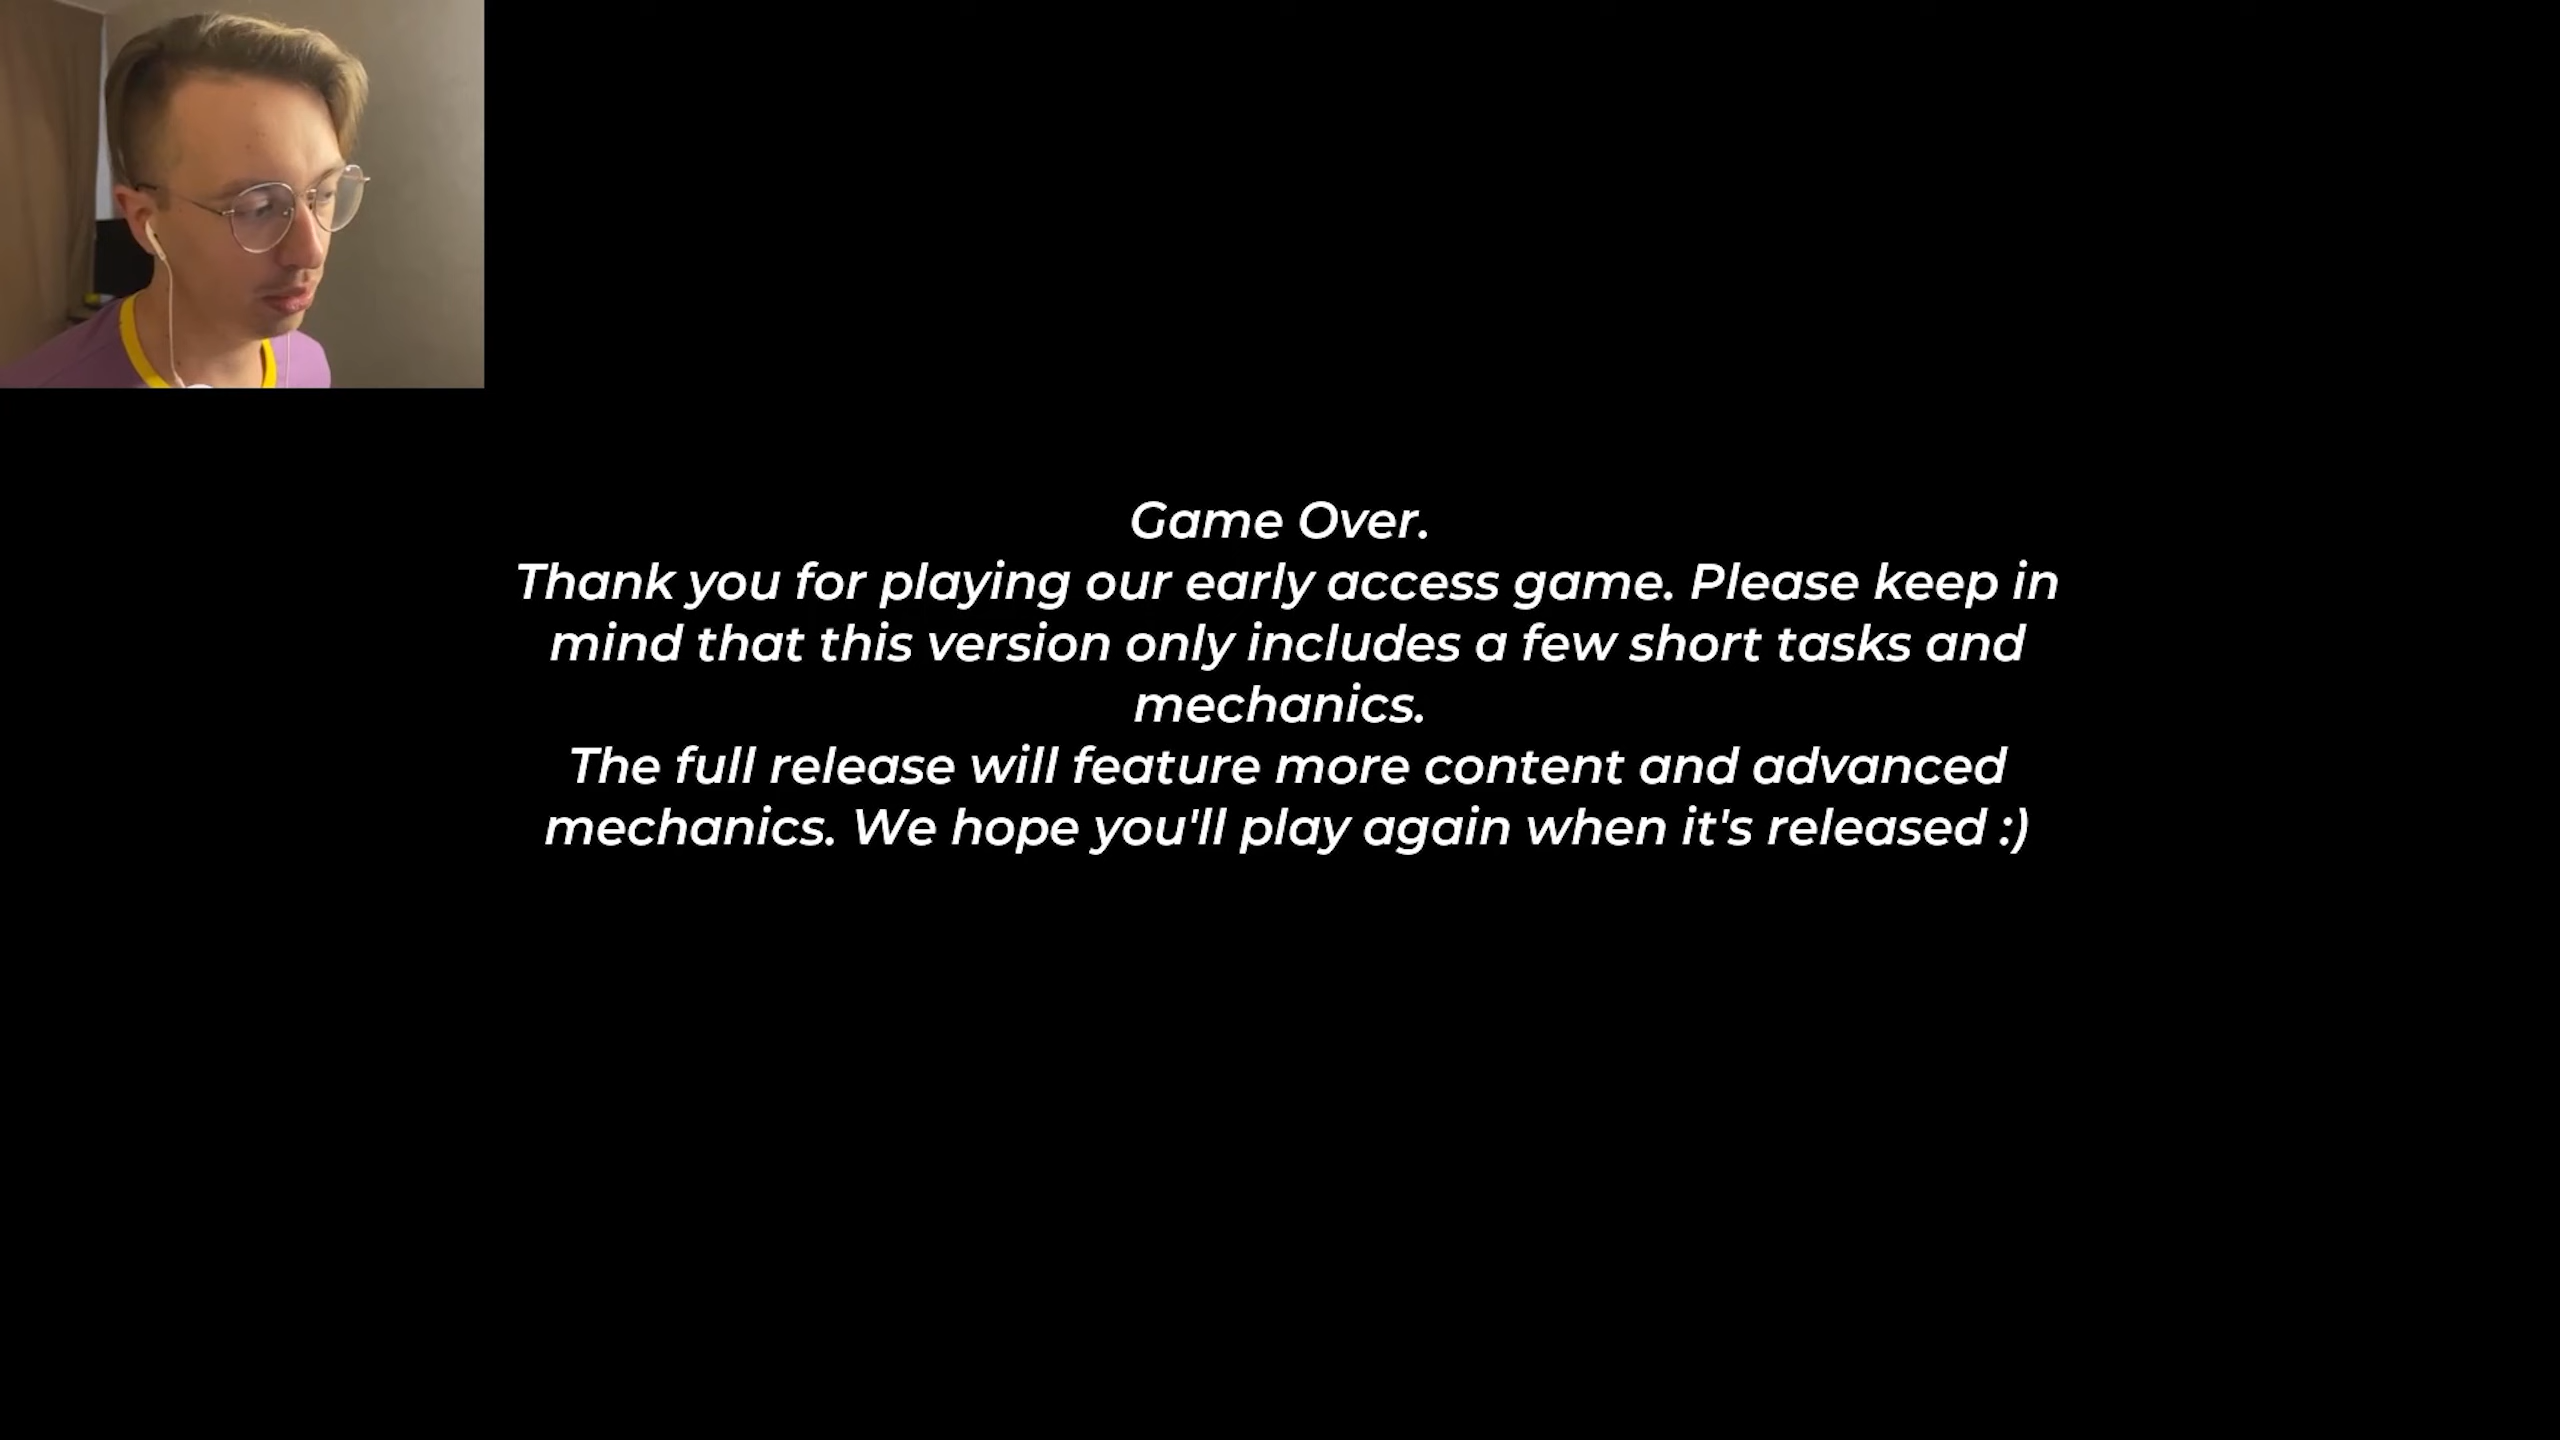 Game Over.
Thank you for playing our early access game. Please keep in
mind that this version only includes a few short tasks and
mechanics.
The full release will feature more content and advanced
mechanics. We hope you'll play again when it's released :)